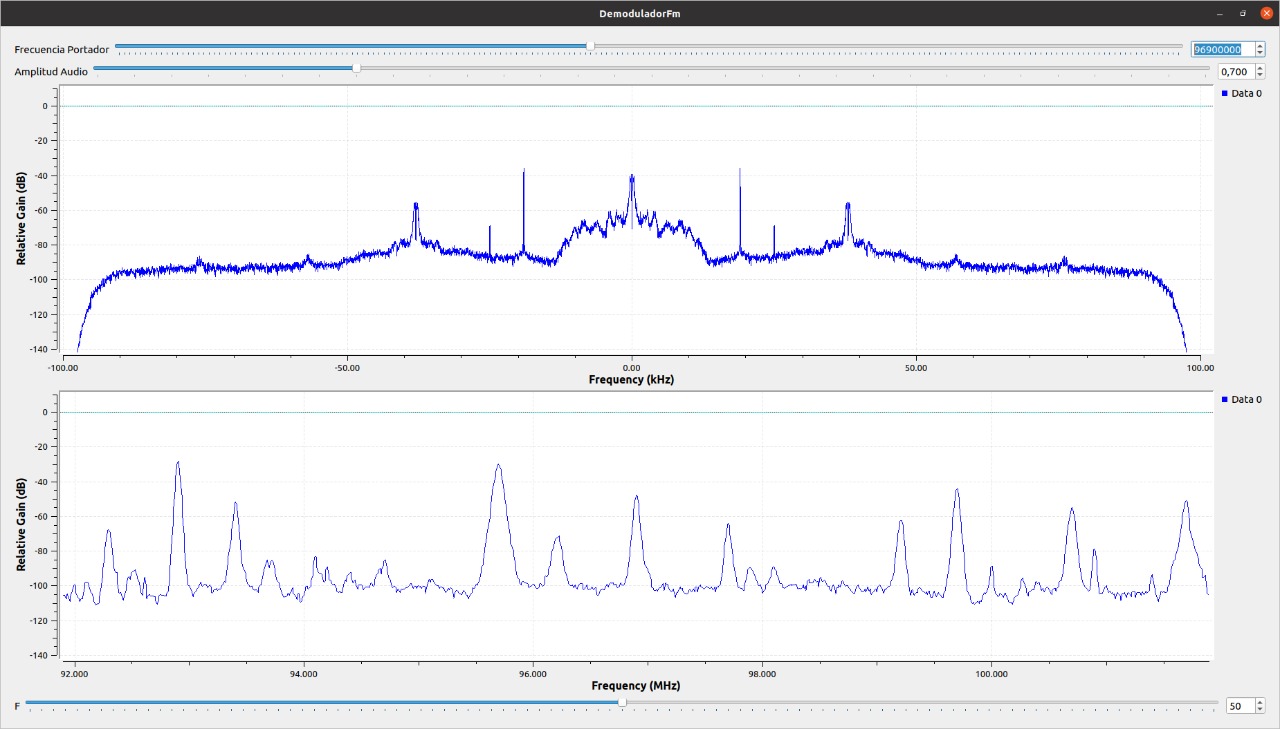 DemoduladorFm
Frecuencia Portador 96900000
Amplitud Audio 0,700
Data 0
0
-20
-40
-60
-80
-100
-120
-140
Relative Gain (dB)
-100.00 -50.00 0.00 50.00 100.00
Frequency (kHz)
Data 0
0
-20
-40
-60
-80
-100
-120
-140
Relative Gain (dB)
92.000 94.000 96.000 98.000 100.000
Frequency (MHz)
F 50